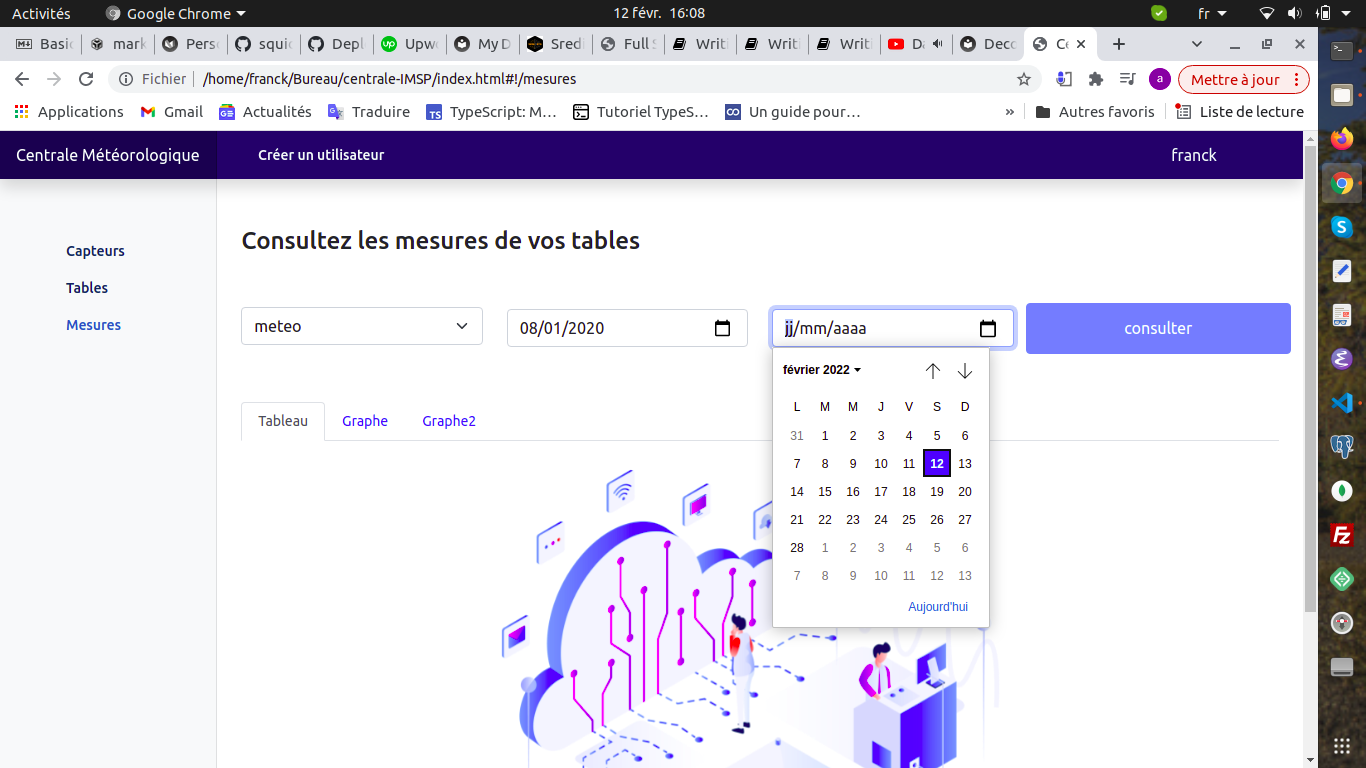 Activités Google Chrome 12 févr. 16:08 fr
Basic mark Perso squid Depl Upwo My D Sredi Full S Writi Writi Writi Da Deco Ce
Fichier /home/franck/Bureau/centrale-IMSP/index.html#!/mesures a Mettre à jour
Applications Gmail Actualités Traduire TypeScript: M… Tutoriel TypeS… Un guide pour… » Autres favoris Liste de lecture
Centrale Météorologique Créer un utilisateur franck
Consultez les mesures de vos tables
Capteurs
Tables
Mesures
meteo 08/01/2020 jj/mm/aaaa consulter
février 2022
L M M J V S D
31 1 2 3 4 5 6
7 8 9 10 11 12 13
14 15 16 17 18 19 20
21 22 23 24 25 26 27
28 1 2 3 4 5 6
7 8 9 10 11 12 13
Aujourd'hui
Tableau Graphe Graphe2